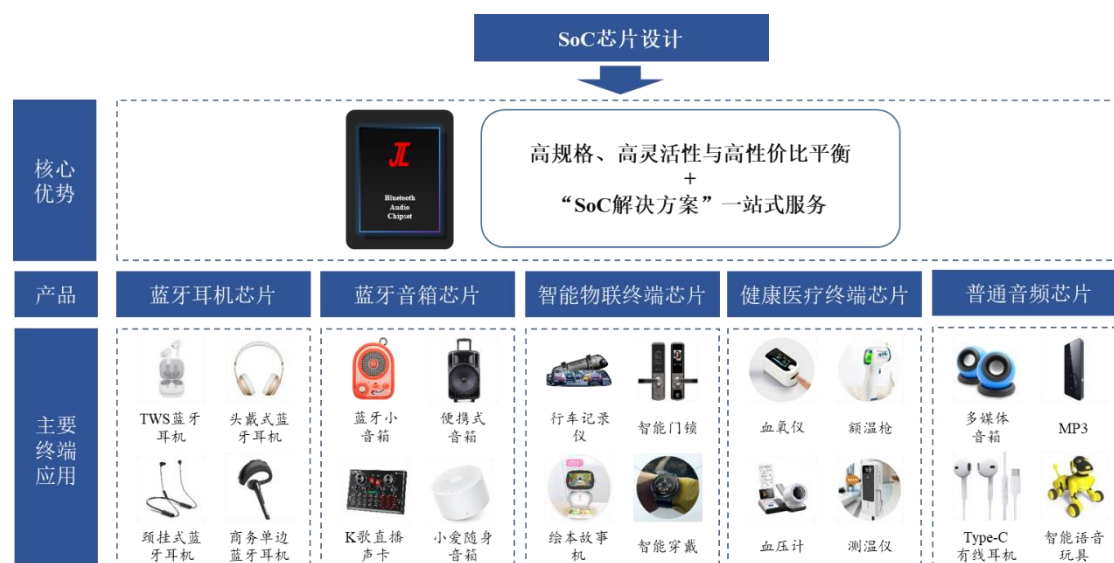 SoC芯片设计
核心
优势
JL
Bluetooth
Audio
Chipset
高规格、高灵活性与高性价比平衡
+
“SoC解决方案”一站式服务
产品
蓝牙耳机芯片
蓝牙音箱芯片
智能物联终端芯片
健康医疗终端芯片
普通音频芯片
主要
终端
应用
TWS蓝牙
耳机
头戴式蓝
牙耳机
蓝牙小
音箱
便携式
音箱
行车记录
仪
智能门锁
血氧仪
额温枪
多媒体
音箱
MP3
颈挂式蓝
牙耳机
商务单边
蓝牙耳机
K歌直播
声卡
小爱随身
音箱
绘本故事
机
智能穿戴
血压计
测温仪
Type-C
有线耳机
智能语音
玩具